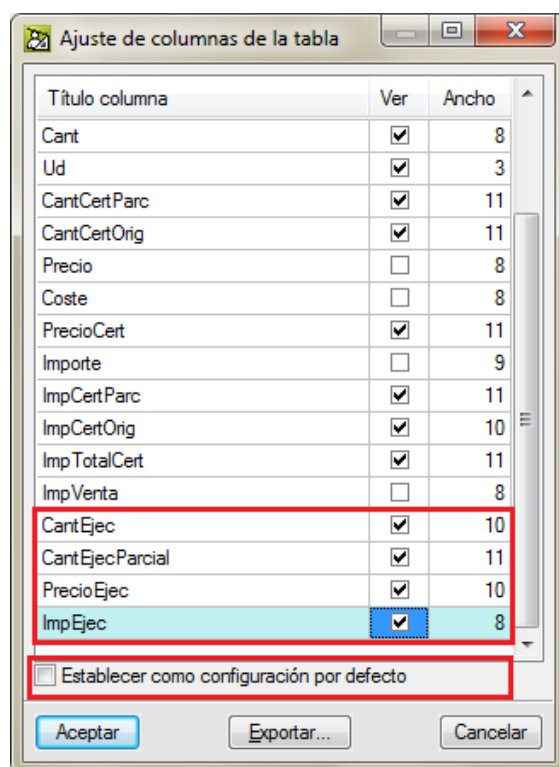 Ajuste de columnas de la tabla
Título columna Ver Ancho
Cant 8
Ud 3
CantCertParc 11
CantCertOrig 11
Precio 8
Coste 8
PrecioCert 11
Importe 9
ImpCertParc 11
ImpCertOrig 10
ImpTotalCert 11
ImpVenta 8
CantEjec 10
CantEjecParcial 11
PrecioEjec 10
ImpEjec 8
Establecer como configuración por defecto
Aceptar Exportar... Cancelar